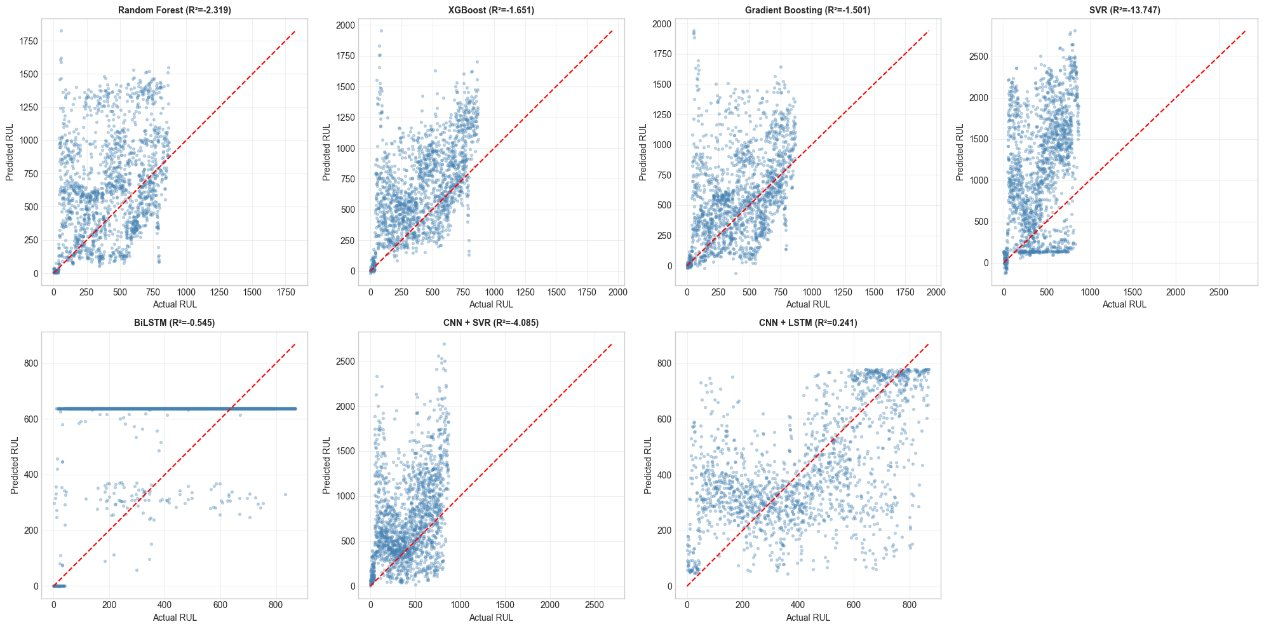 Random Forest (R²=-2.319)
Predicted RUL
1750
1500
1250
1000
750
500
250
0
0 250 500 750 1000 1250 1500 1750
Actual RUL
XGBoost (R²=-1.651)
Predicted RUL
2000
1750
1500
1250
1000
750
500
250
0
0 250 500 750 1000 1250 1500 1750 2000
Actual RUL
Gradient Boosting (R²=-1.501)
Predicted RUL
2000
1750
1500
1250
1000
750
500
250
0
0 250 500 750 1000 1250 1500 1750 2000
Actual RUL
SVR (R²=-13.747)
Predicted RUL
2500
2000
1500
1000
500
0
0 500 1000 1500 2000 2500
Actual RUL
BiLSTM (R²=-0.545)
Predicted RUL
800
600
400
200
0
0 200 400 600 800
Actual RUL
CNN + SVR (R²=-4.085)
Predicted RUL
2500
2000
1500
1000
500
0
0 500 1000 1500 2000 2500
Actual RUL
CNN + LSTM (R²=0.241)
Predicted RUL
800
600
400
200
0
0 200 400 600 800
Actual RUL